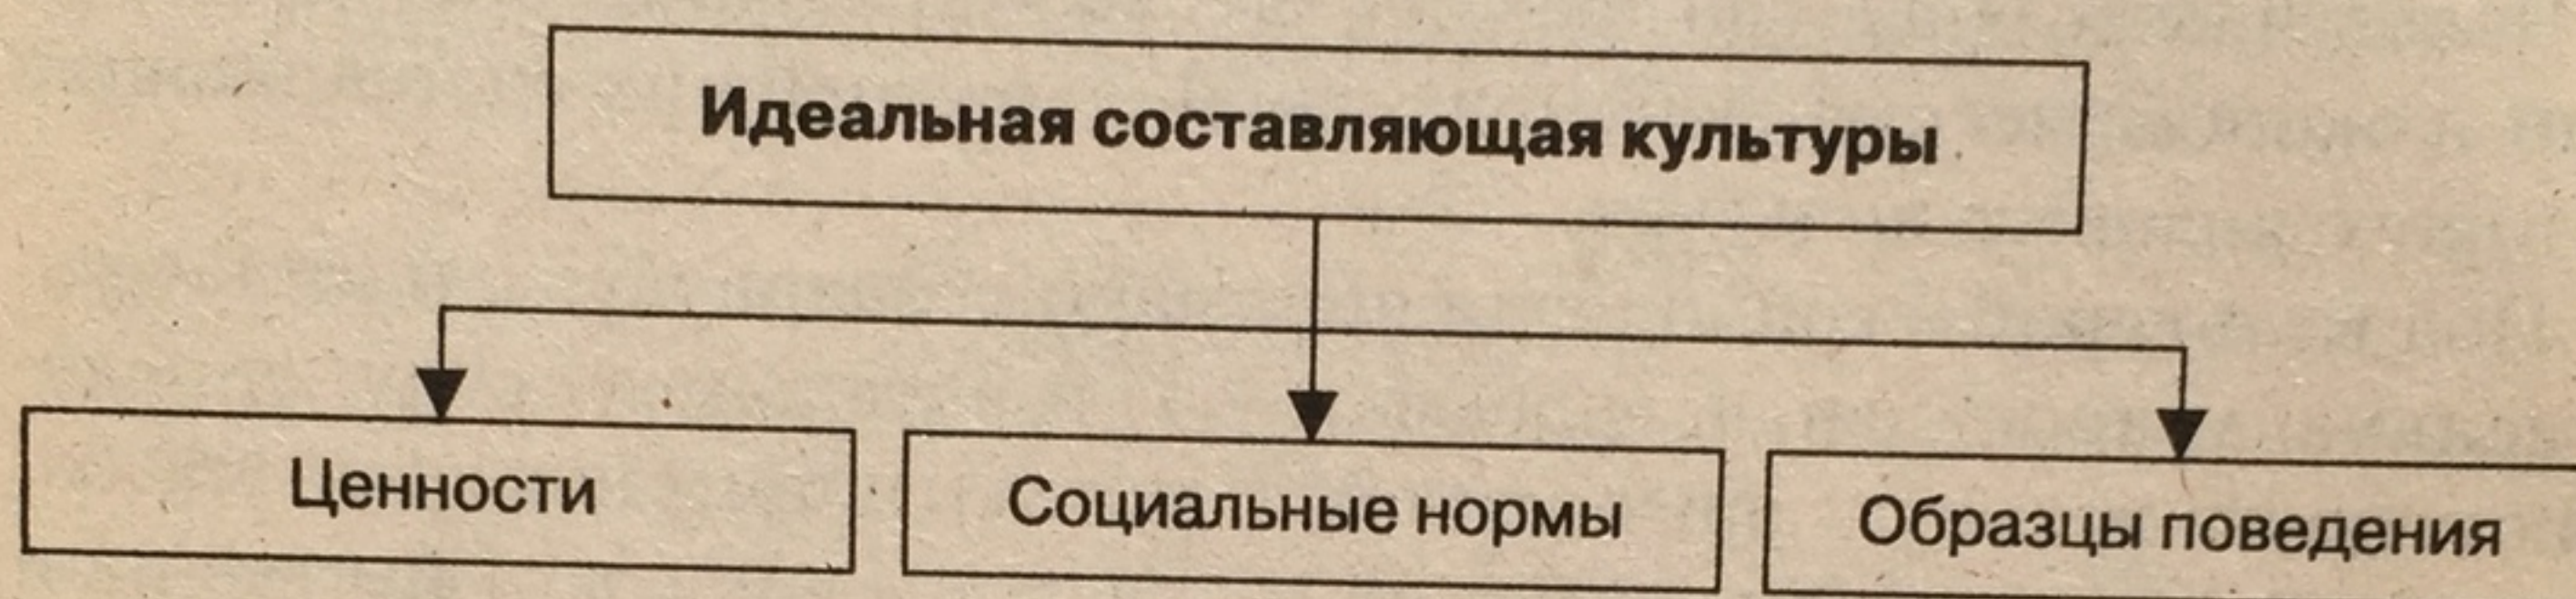 Идеальная составляющая культуры
Ценности
Социальные нормы
Образцы поведения